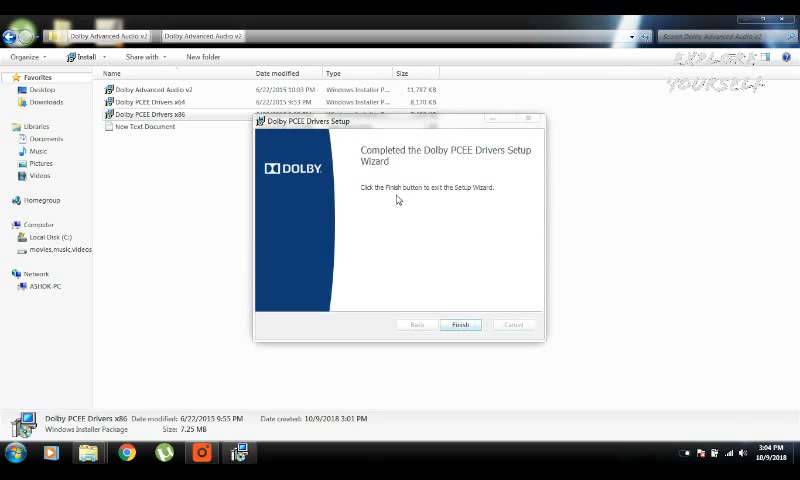 Dolby Advanced Audio v2
Dolby Advanced Audio v2
Search Dolby Advanced Audio v2
Organize
Install
Share with
New folder
EXPLORE
YOURSELF
Favorites
Desktop
Downloads
Libraries
Documents
Music
Pictures
Videos
Homegroup
Computer
Local Disk (C:)
movies,music,videos
Network
ASHOK-PC
Name
Date modified
Type
Size
Dolby Advanced Audio v2
6/22/2015 10:03 PM
Windows Installer P...
11,787 KB
Dolby PCEE Drivers x64
6/22/2015 9:53 PM
Windows Installer P...
8,170 KB
Dolby PCEE Drivers x86
New Text Document
Dolby PCEE Drivers Setup
DOLBY
Completed the Dolby PCEE Drivers Setup
Wizard
Click the Finish button to exit the Setup Wizard.
Back
Finish
Cancel
Dolby PCEE Drivers x86
Date modified: 6/22/2015 9:55 PM
Date created: 10/9/2018 3:01 PM
Windows Installer Package
Size: 7.25 MB
3:04 PM
10/9/2018